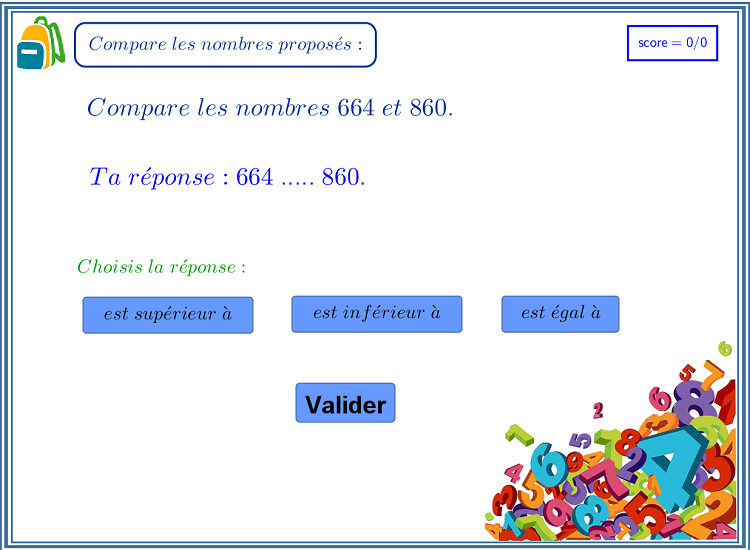 Compare les nombres proposés :
score = 0/0
Compare les nombres 664 et 860.
Ta réponse : 664 ..... 860.
Choisis la réponse :
est supérieur à
est inférieur à
est égal à
Valider